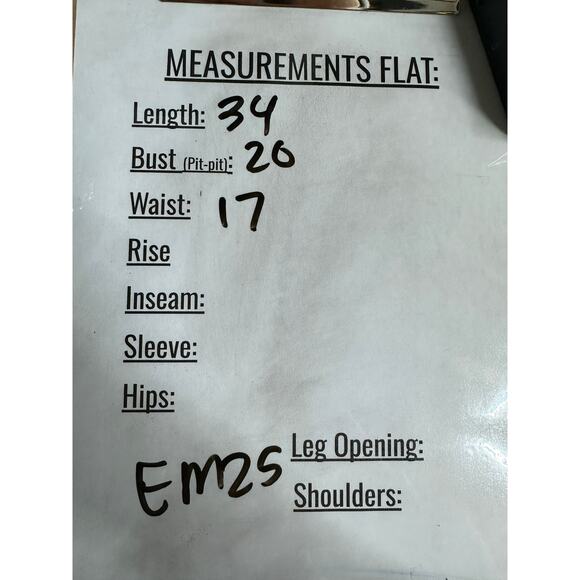 MEASUREMENTS FLAT:
Length: 34
Bust (Pit-pit): 20
Waist: 17
Rise
Inseam:
Sleeve:
Hips:
Leg Opening:
EM25
Shoulders: